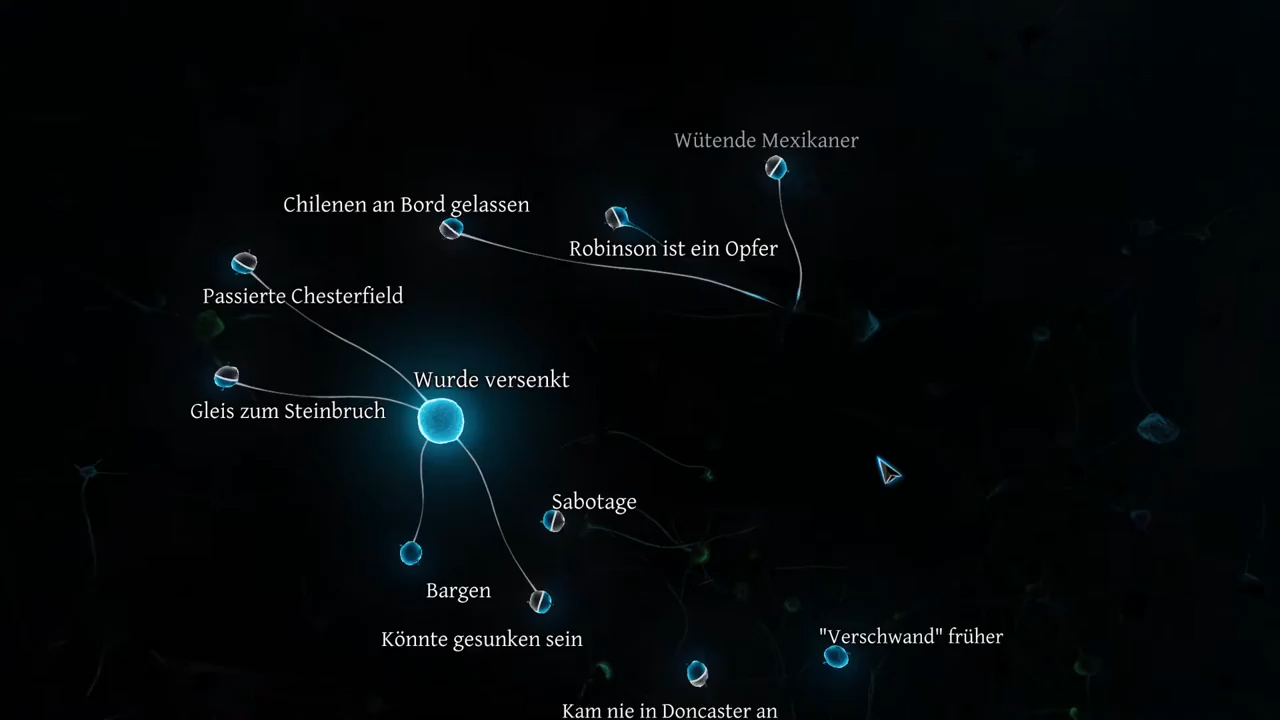 Wütende Mexikaner
Chilenen an Bord gelassen
Robinson ist ein Opfer
Passierte Chesterfield
Wurde versenkt
Gleis zum Steinbruch
Sabotage
Bargen
Könnte gesunken sein
"Verschwand" früher
Kam nie in Doncaster an